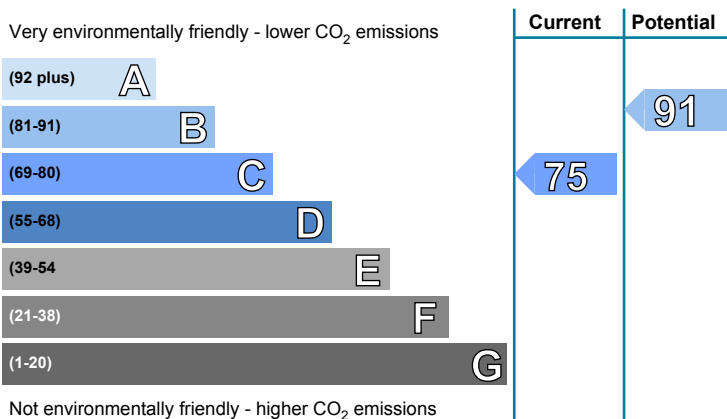 Current Potential
Very environmentally friendly - lower CO2 emissions
(92 plus) A
(81-91) B
91
(69-80) C
75
(55-68) D
(39-54 E
(21-38) F
(1-20) G
Not environmentally friendly - higher CO2 emissions